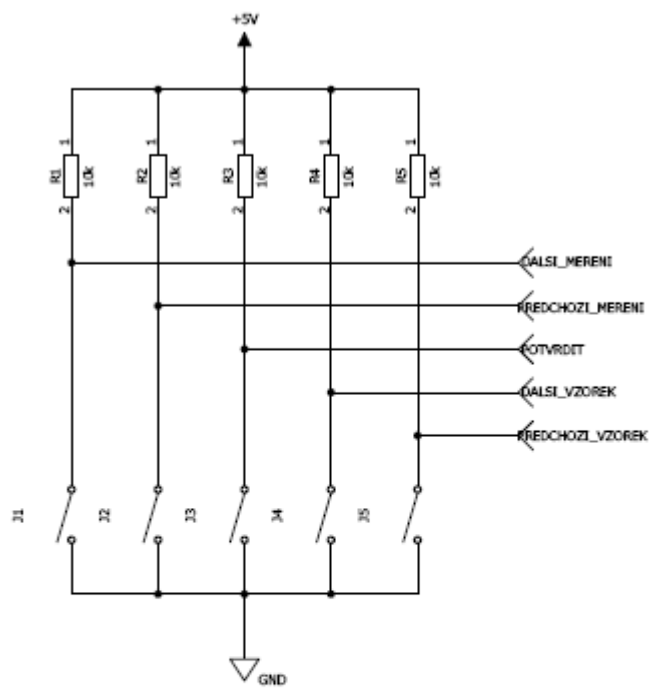 +5V
1 1 1 1 1
R1 10k R2 10k R3 10k R4 10k R5 10k
2 2 2 2 2
DALSI_MERENI
PREDCHOZI_MERENI
POTVRDIT
DALSI_VZOREK
PREDCHOZI_VZOREK
J1 J2 J3 J4 J5
GND